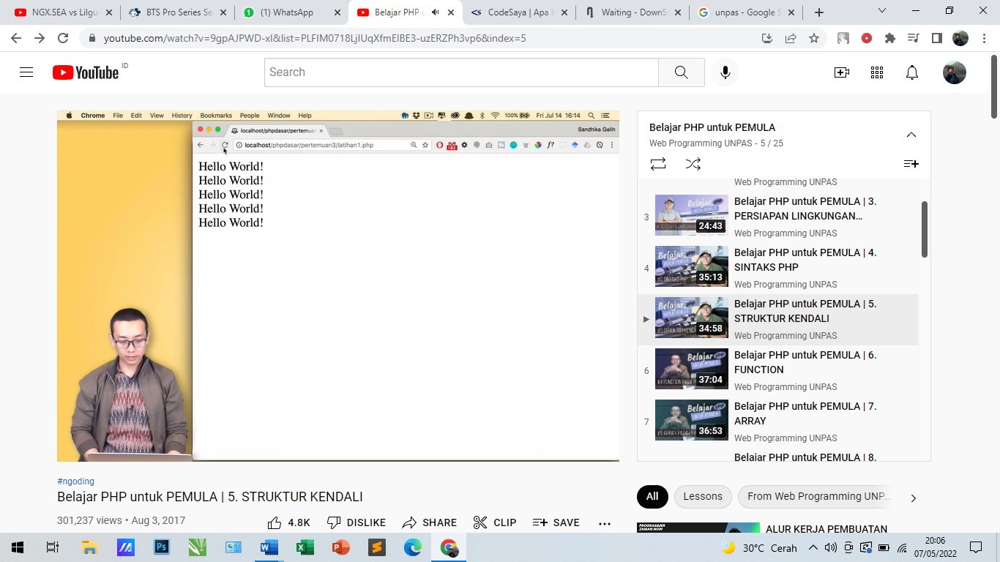 NGX.SEA vs Lilgu
BTS Pro Series Se
(1) WhatsApp
Belajar PHP u
CodeSaya | Apa i
Waiting - DownS
unpas - Google S
youtube.com/watch?v=9gpAJPWD-xI&list=PLFIM0718LjIUqXfmEIBE3-uzERZPh3vp6&index=5
YouTube ID
Search
Chrome File Edit View History Bookmarks People Window Help 100% Fri Jul 14 16:14
localhost/phpdasar/pertemuan
Sandhika Galih
localhost/phpdasar/pertemuan3/latihan1.php
Hello World!
Hello World!
Hello World!
Hello World!
Hello World!
#ngoding
Belajar PHP untuk PEMULA | 5. STRUKTUR KENDALI
301,237 views • Aug 3, 2017
4.8K DISLIKE SHARE CLIP SAVE
Belajar PHP untuk PEMULA
Web Programming UNPAS - 5 / 25
Web Programming UNPAS
3
24:43
Belajar PHP untuk PEMULA | 3.
PERSIAPAN LINGKUNGAN...
Web Programming UNPAS
4
35:13
Belajar PHP untuk PEMULA | 4.
SINTAKS PHP
Web Programming UNPAS
34:58
Belajar PHP untuk PEMULA | 5.
STRUKTUR KENDALI
Web Programming UNPAS
6
37:04
Belajar PHP untuk PEMULA | 6.
FUNCTION
Web Programming UNPAS
7
36:53
Belajar PHP untuk PEMULA | 7.
ARRAY
Web Programming UNPAS
Belajar PHP untuk PEMULA | 8.
All Lessons From Web Programming UNP...
PROGRAMMER
ZAMAN NOW
ALUR KERJA PEMBUATAN
30°C Cerah
20:06
07/05/2022